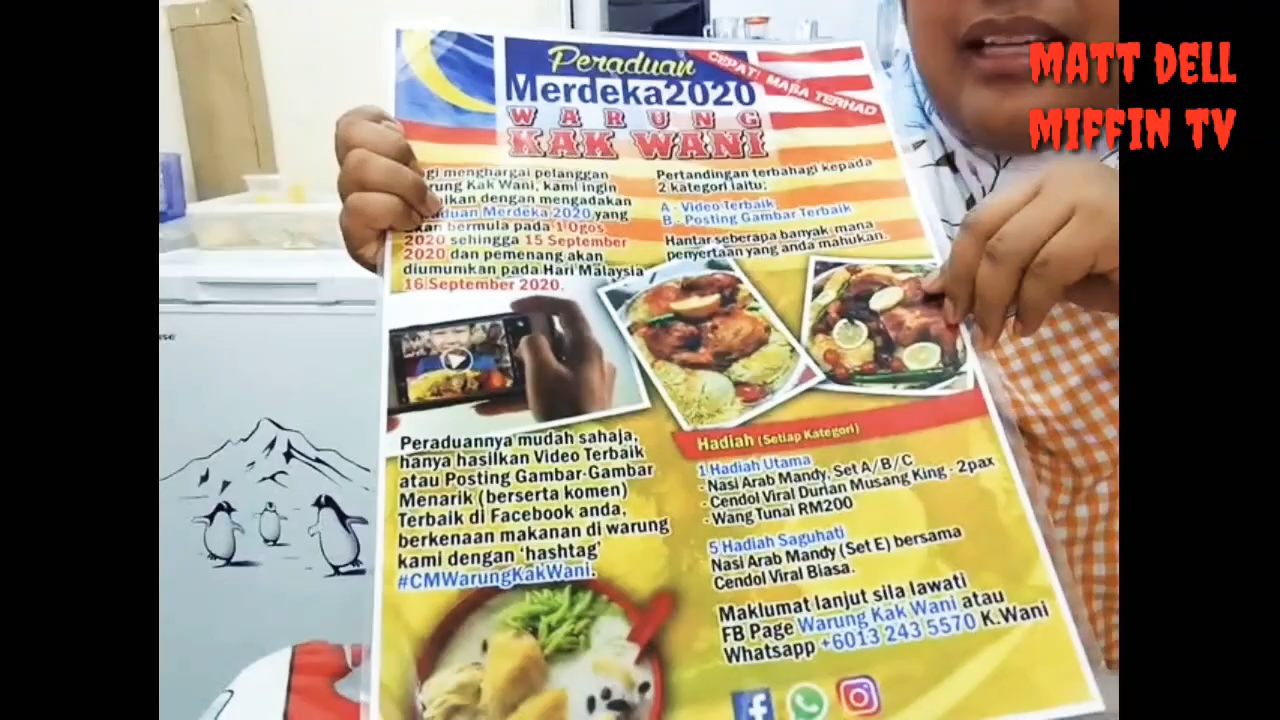 MATT DELL
MIFFIN TV
Peraduan
Merdeka2020
CEPAT! MASA TERHAD
WARUNG
KAK WANI
menghargai pelanggan
Kak Wani, kami ingin
dengan mengadakan
Merdeka 2020 yang
akan bermula pada 1 Ogos
2020 sehingga 15 September
2020 dan pemenang akan
diumumkan pada Hari Malaysia
16 September 2020.
Pertandingan terbahagi kepada
2 kategori iaitu;
A - Video Terbaik
B - Posting Gambar Terbaik
Hantar seberapa banyak mana
penyertaan yang anda mahukan.
Peraduannya mudah sahaja,
hanya hasilkan Video Terbaik
atau Posting Gambar-Gambar
Menarik (berserta komen)
Terbaik di Facebook anda,
berkenaan makanan di warung
kami dengan 'hashtag'
#CMWarungKakWani.
Hadiah (Setiap Kategori)
1 Hadiah Utama
- Nasi Arab Mandy, Set A/B/C
- Cendol Viral Durian Musang King - 2pax
- Wang Tunai RM200
5 Hadiah Saguhati
Nasi Arab Mandy (Set E) bersama
Cendol Viral Biasa.
Maklumat lanjut sila lawati
FB Page Warung Kak Wani atau
Whatsapp +6013 243 5570 K.Wani